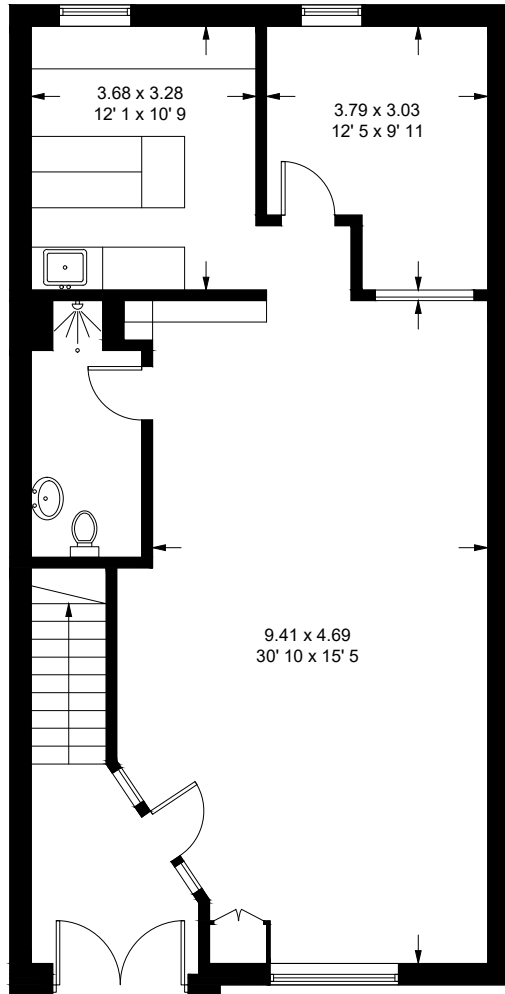 3.68 x 3.28
12' 1 x 10' 9
3.79 x 3.03
12' 5 x 9' 11
9.41 x 4.69
30' 10 x 15' 5